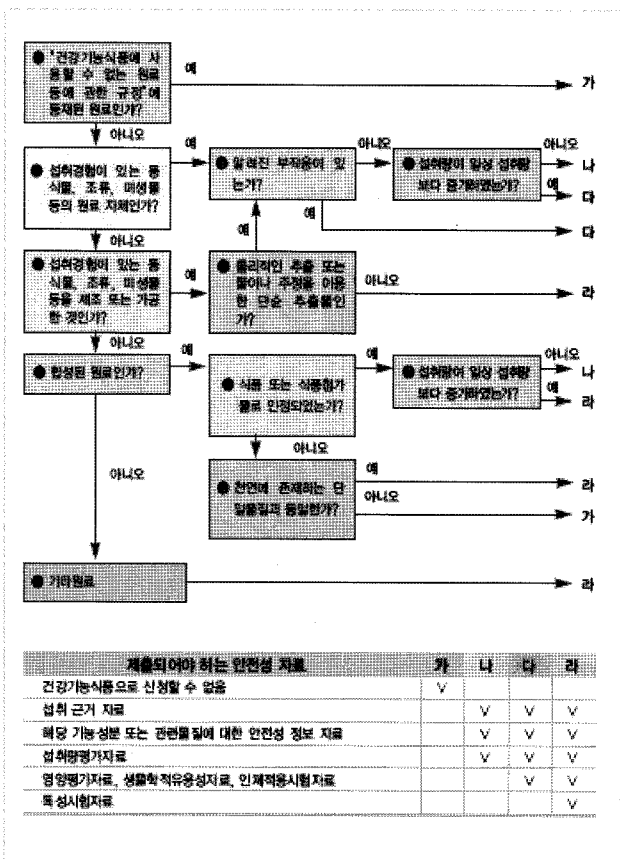 ● "건강기능식품에 사
용할 수 없는 원료
등에 관한 규정"에
등재된 원료인가?
예
가
아니오
● 섭취경험이 있는 동
식물, 조류, 미생물
등의 원료 자체인가?
예
● 알려진 부작용이 있
는가?
아니오
● 섭취량이 일상 섭취량
보다 증가하였는가?
아니오
나
예
다
예
다
아니오
● 섭취경험이 있는 동
식물, 조류, 미생물
등을 제조 또는 가공
한 것인가?
예
● 물리적인 추출 또는
물이나 주정을 이용
한 단순 추출물인
가?
예
아니오
라
아니오
● 합성된 원료인가?
예
● 식품 또는 식품첨가
물로 인정되었는가?
예
● 섭취량이 일상 섭취량
보다 증가하였는가?
아니오
나
예
라
아니오
아니오
● 천연에 존재하는 단
일물질과 동일한가?
예
라
아니오
가
● 기타원료
라
제출되어야 하는 안전성 자료 가 나 다 라
건강기능식품으로 신청할 수 없음 V
섭취 근거 자료 V V V
해당 기능성분 또는 관련물질에 대한 안전성 정보 자료 V V V
섭취량평가자료 V V V
영양평가자료, 생물학적유용성자료, 인체적용시험자료 V V
독성시험자료 V